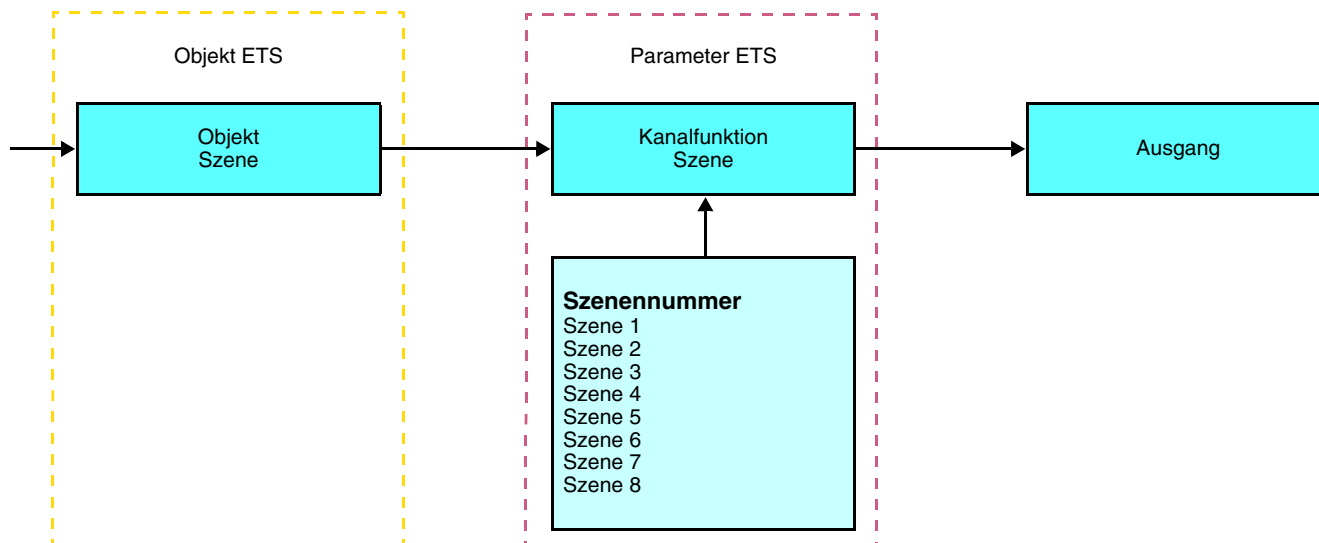 Objekt ETS
Parameter ETS
Objekt
Szene
Kanalfunktion
Szene
Ausgang
Szenennummer
Szene 1
Szene 2
Szene 3
Szene 4
Szene 5
Szene 6
Szene 7
Szene 8